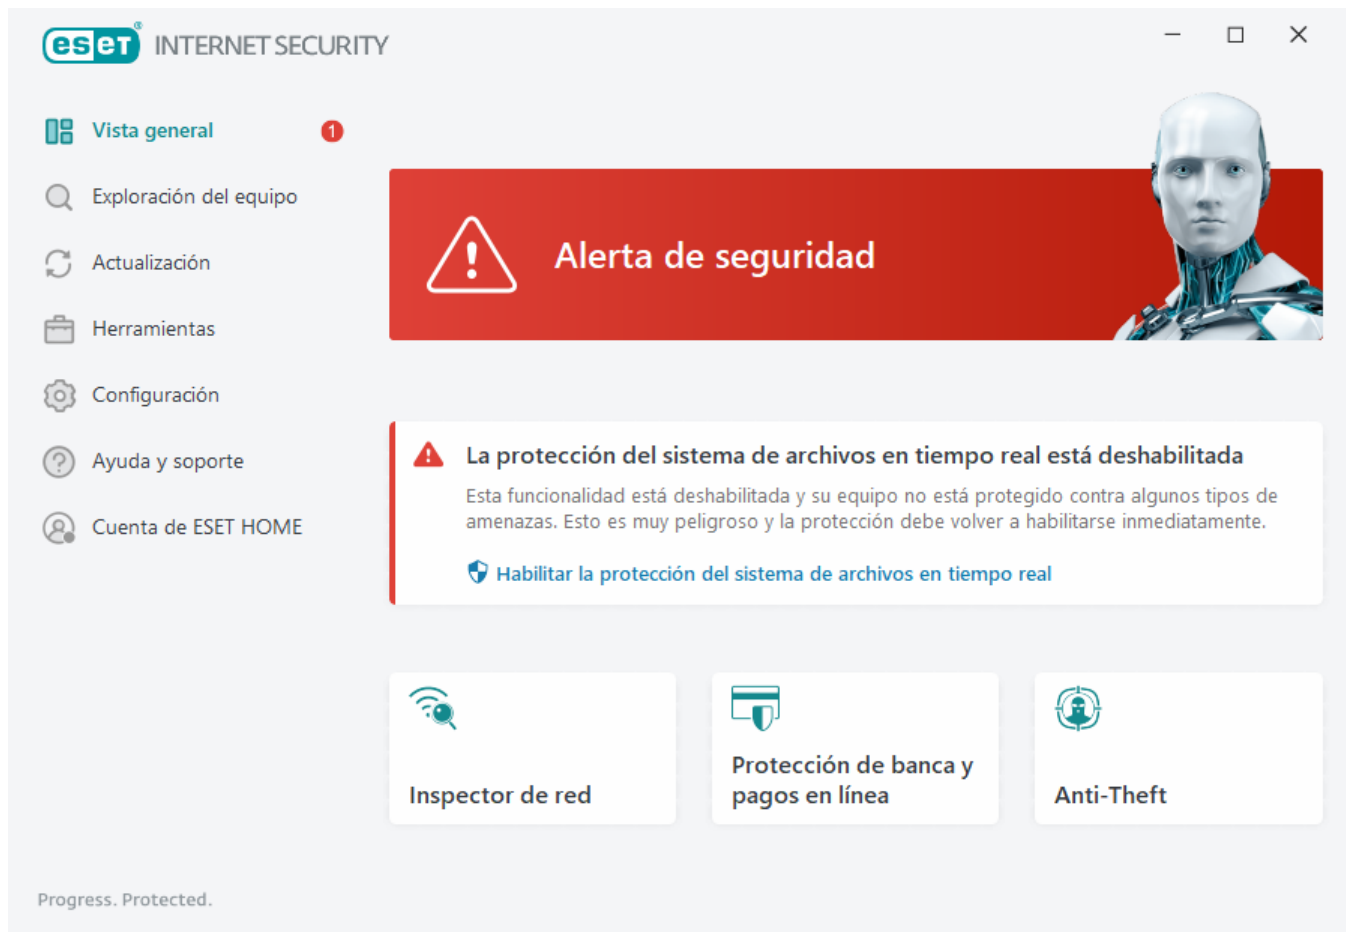 eseT® INTERNET SECURITY
Vista general 1
Exploración del equipo
Actualización
Herramientas
Configuración
Ayuda y soporte
Cuenta de ESET HOME
Alerta de seguridad
La protección del sistema de archivos en tiempo real está deshabilitada
Esta funcionalidad está deshabilitada y su equipo no está protegido contra algunos tipos de
amenazas. Esto es muy peligroso y la protección debe volver a habilitarse inmediatamente.
Habilitar la protección del sistema de archivos en tiempo real
Inspector de red
Protección de banca y
pagos en línea
Anti-Theft
Progress. Protected.